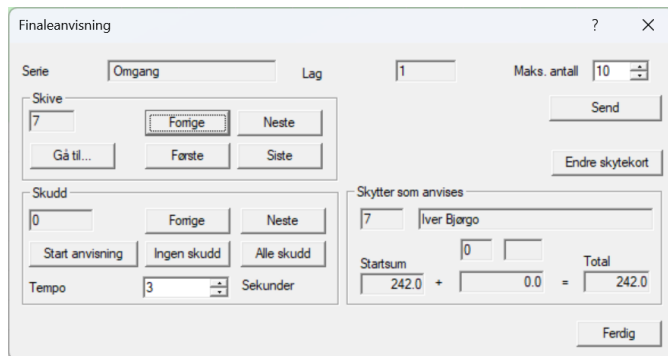 Finaleanvisning ? ×
Serie Omgang Lag 1 Maks. antall 10
Skive
7 Forrige Neste Send
Gå til... Første Siste Endre skytekort
Skudd
0 Forrige Neste
Start anvisning Ingen skudd Alle skudd
Tempo 3 Sekunder
Skytter som anvises
7 Iver Bjørgo
0
Startsum Total
242.0 + 0.0 = 242.0
Ferdig